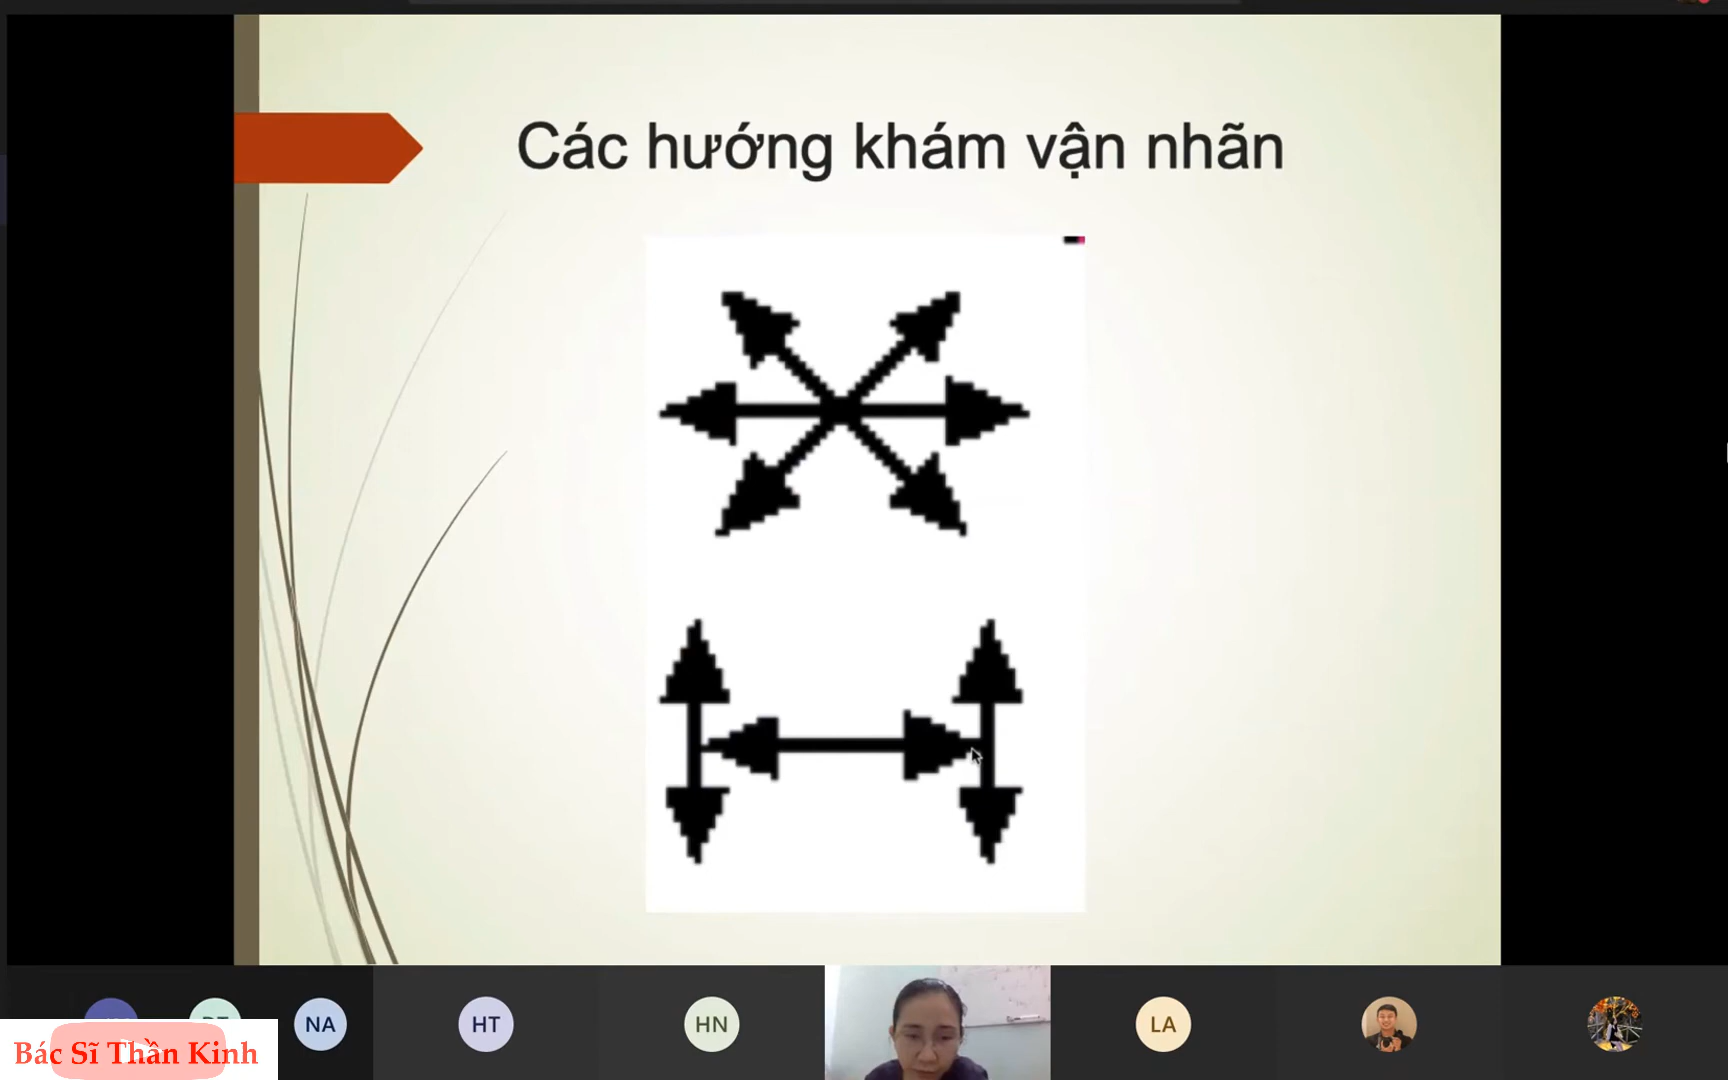 Các hướng khám vận nhãn
NA
HT
HN
LA
Bác Sĩ Thần Kinh